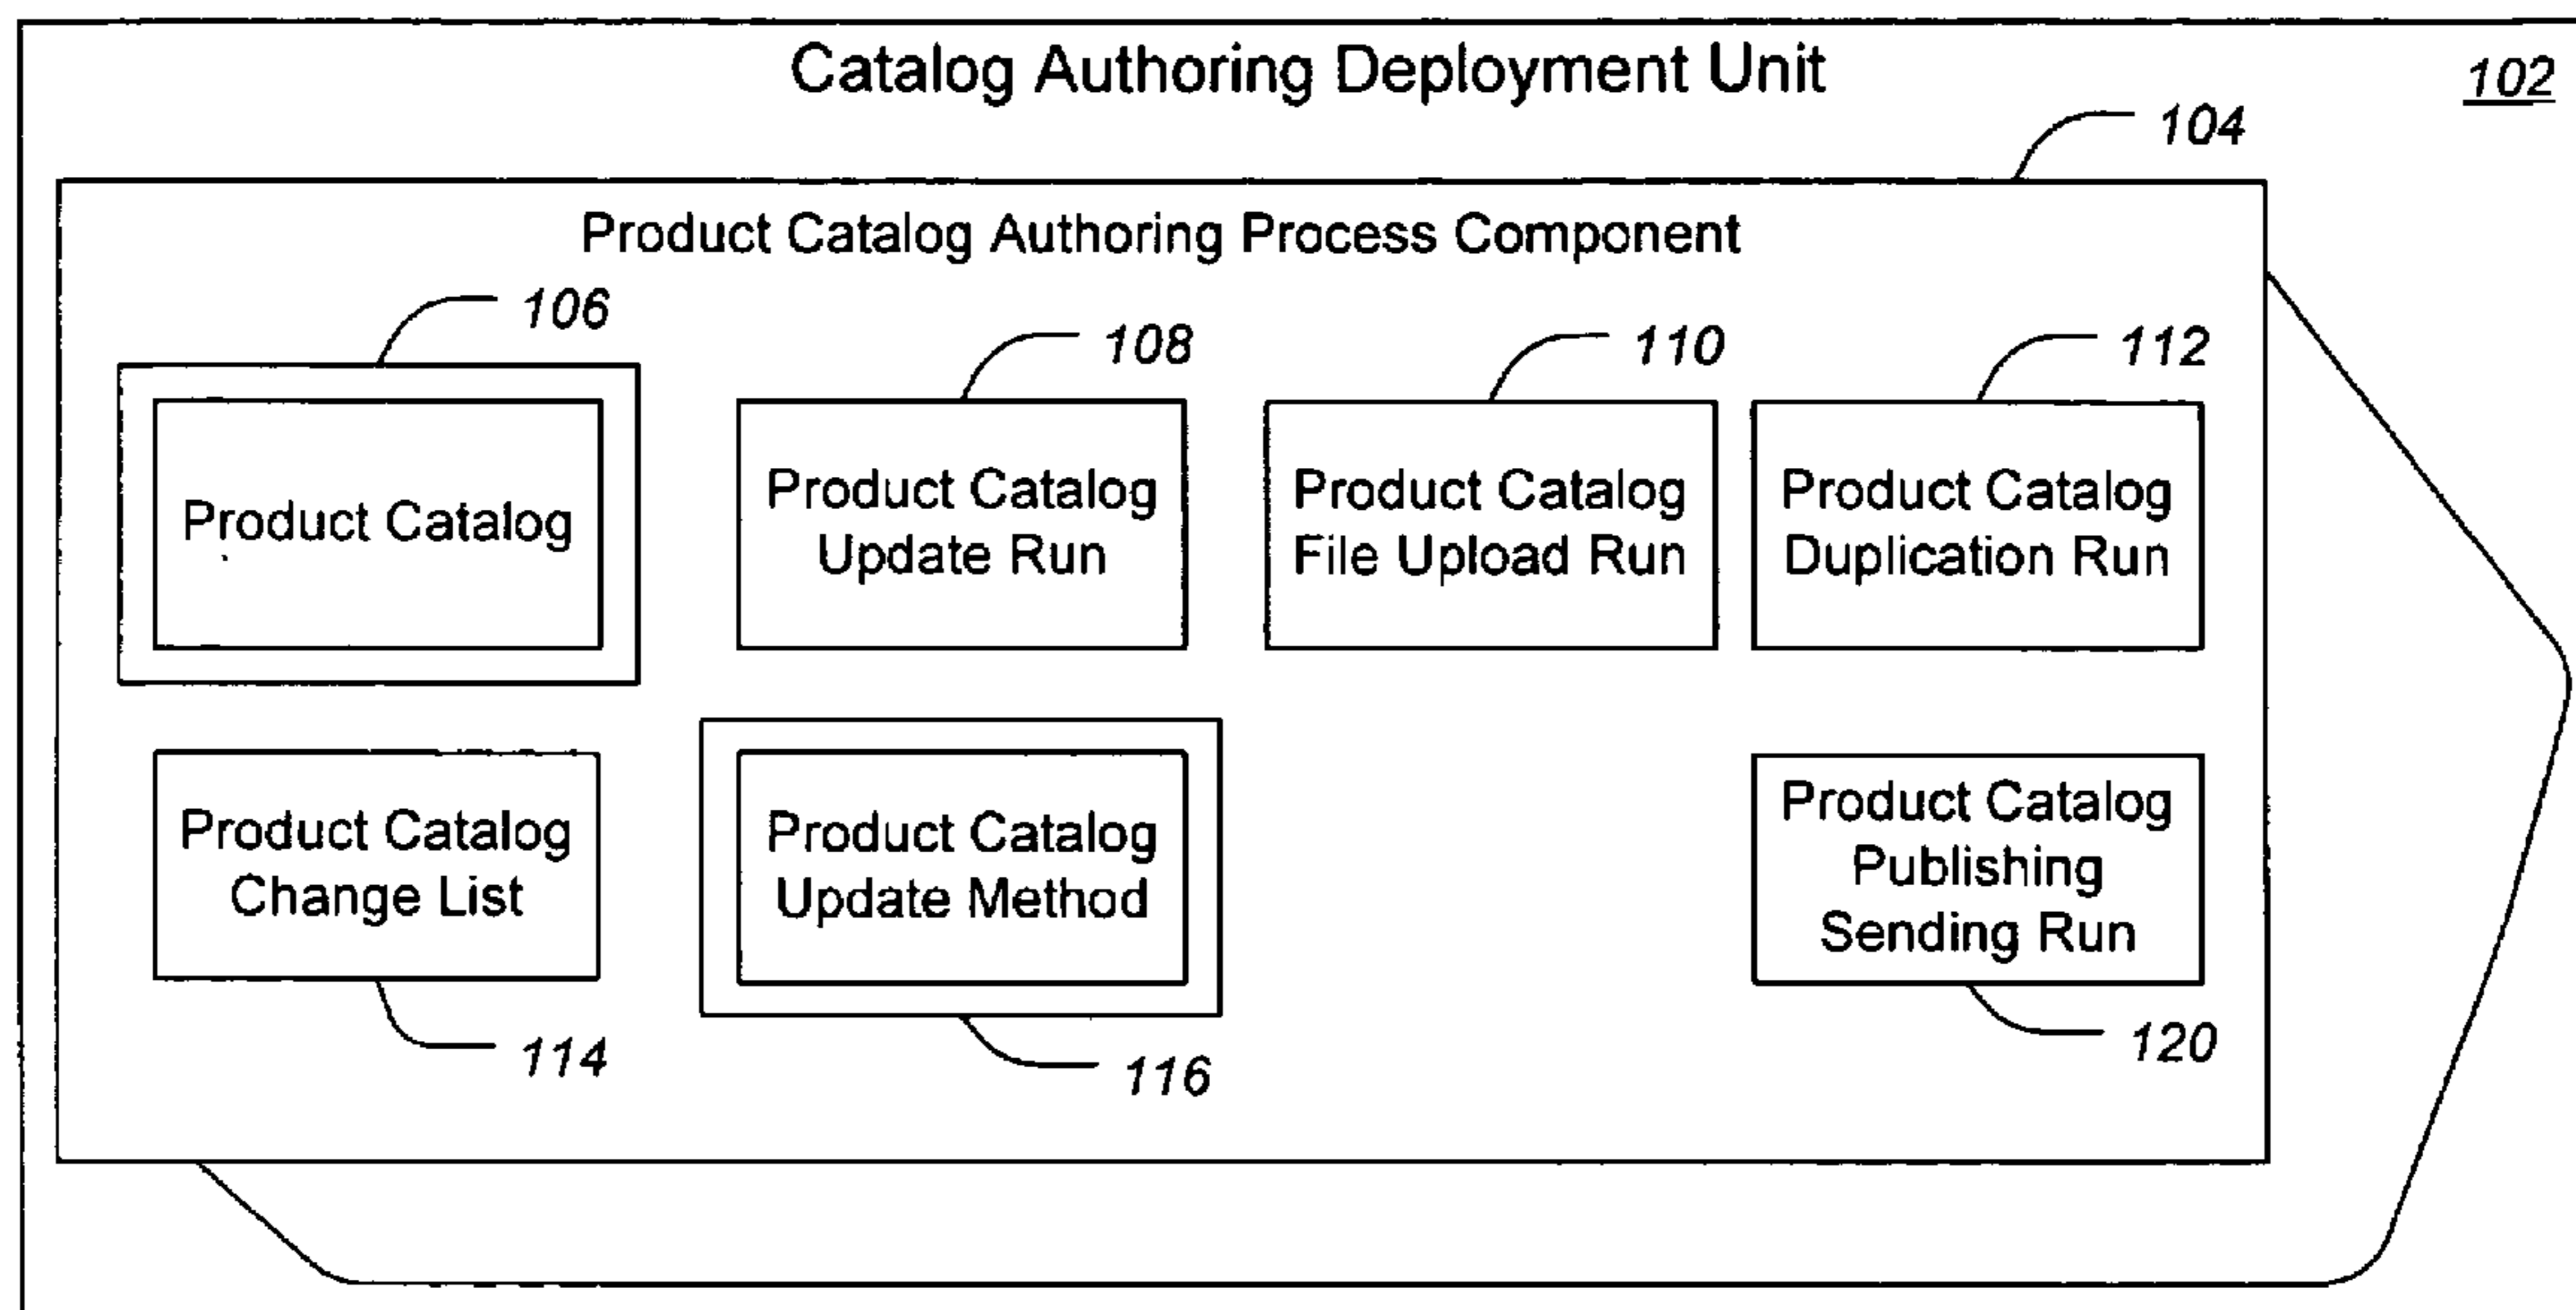 Catalog Authoring Deployment Unit
102
104
Product Catalog Authoring Process Component
106
108
110
112
Product Catalog
Product Catalog
Update Run
Product Catalog
File Upload Run
Product Catalog
Duplication Run
Product Catalog
Change List
Product Catalog
Update Method
Product Catalog
Publishing
Sending Run
114
116
120